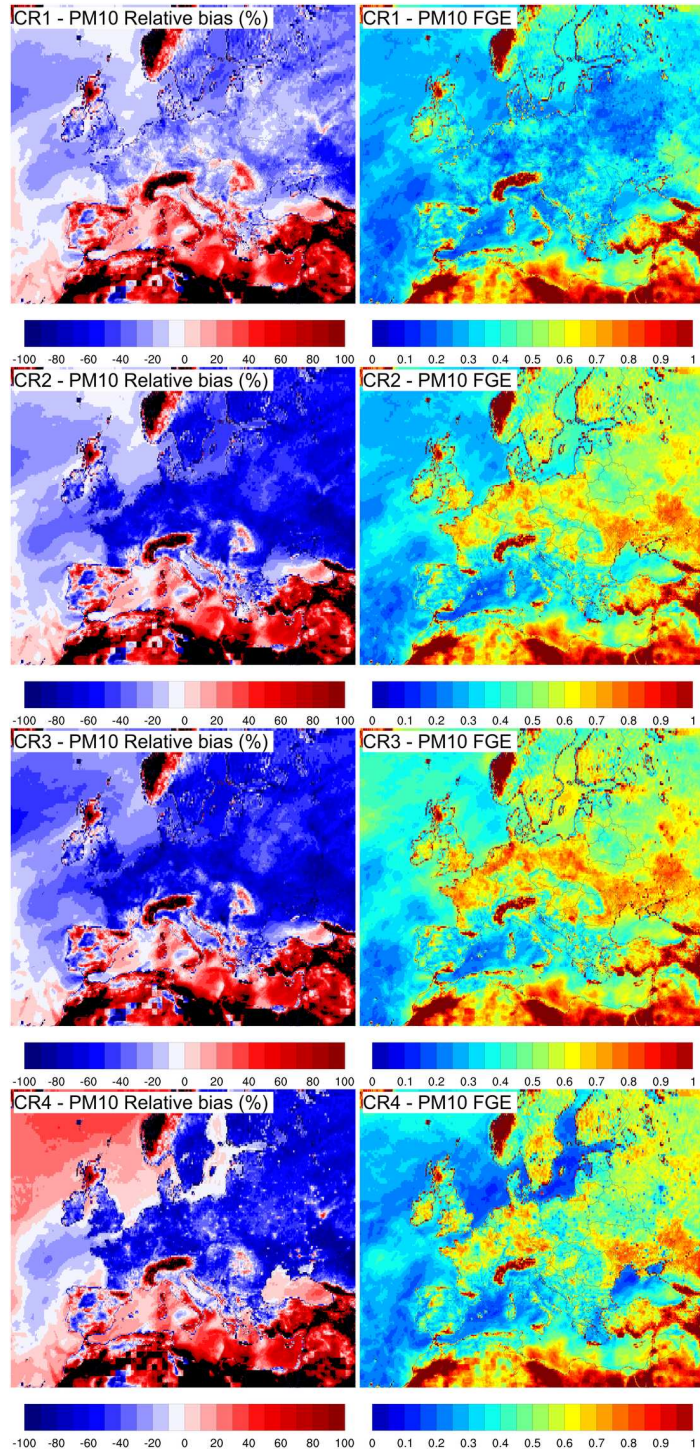 CR1 - PM10 Relative bias (%) CR1 - PM10 FGE
-100 -80 -60 -40 -20 0 20 40 60 80 100 0 0.1 0.2 0.3 0.4 0.5 0.6 0.7 0.8 0.9 1
CR2 - PM10 Relative bias (%) CR2 - PM10 FGE
-100 -80 -60 -40 -20 0 20 40 60 80 100 0 0.1 0.2 0.3 0.4 0.5 0.6 0.7 0.8 0.9 1
CR3 - PM10 Relative bias (%) CR3 - PM10 FGE
-100 -80 -60 -40 -20 0 20 40 60 80 100 0 0.1 0.2 0.3 0.4 0.5 0.6 0.7 0.8 0.9 1
CR4 - PM10 Relative bias (%) CR4 - PM10 FGE
-100 -80 -60 -40 -20 0 20 40 60 80 100 0 0.1 0.2 0.3 0.4 0.5 0.6 0.7 0.8 0.9 1